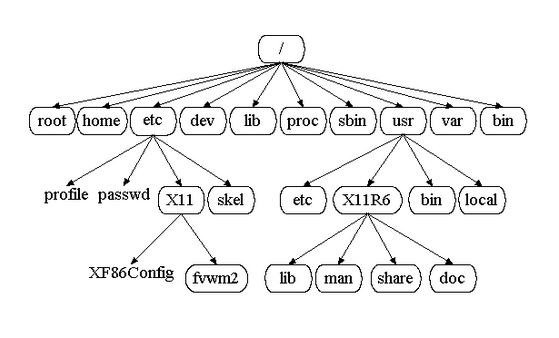 /
root home etc dev lib proc sbin usr var bin
profile passwd X11 skel etc X11R6 bin local
XF86Config fvwm2 lib man share doc